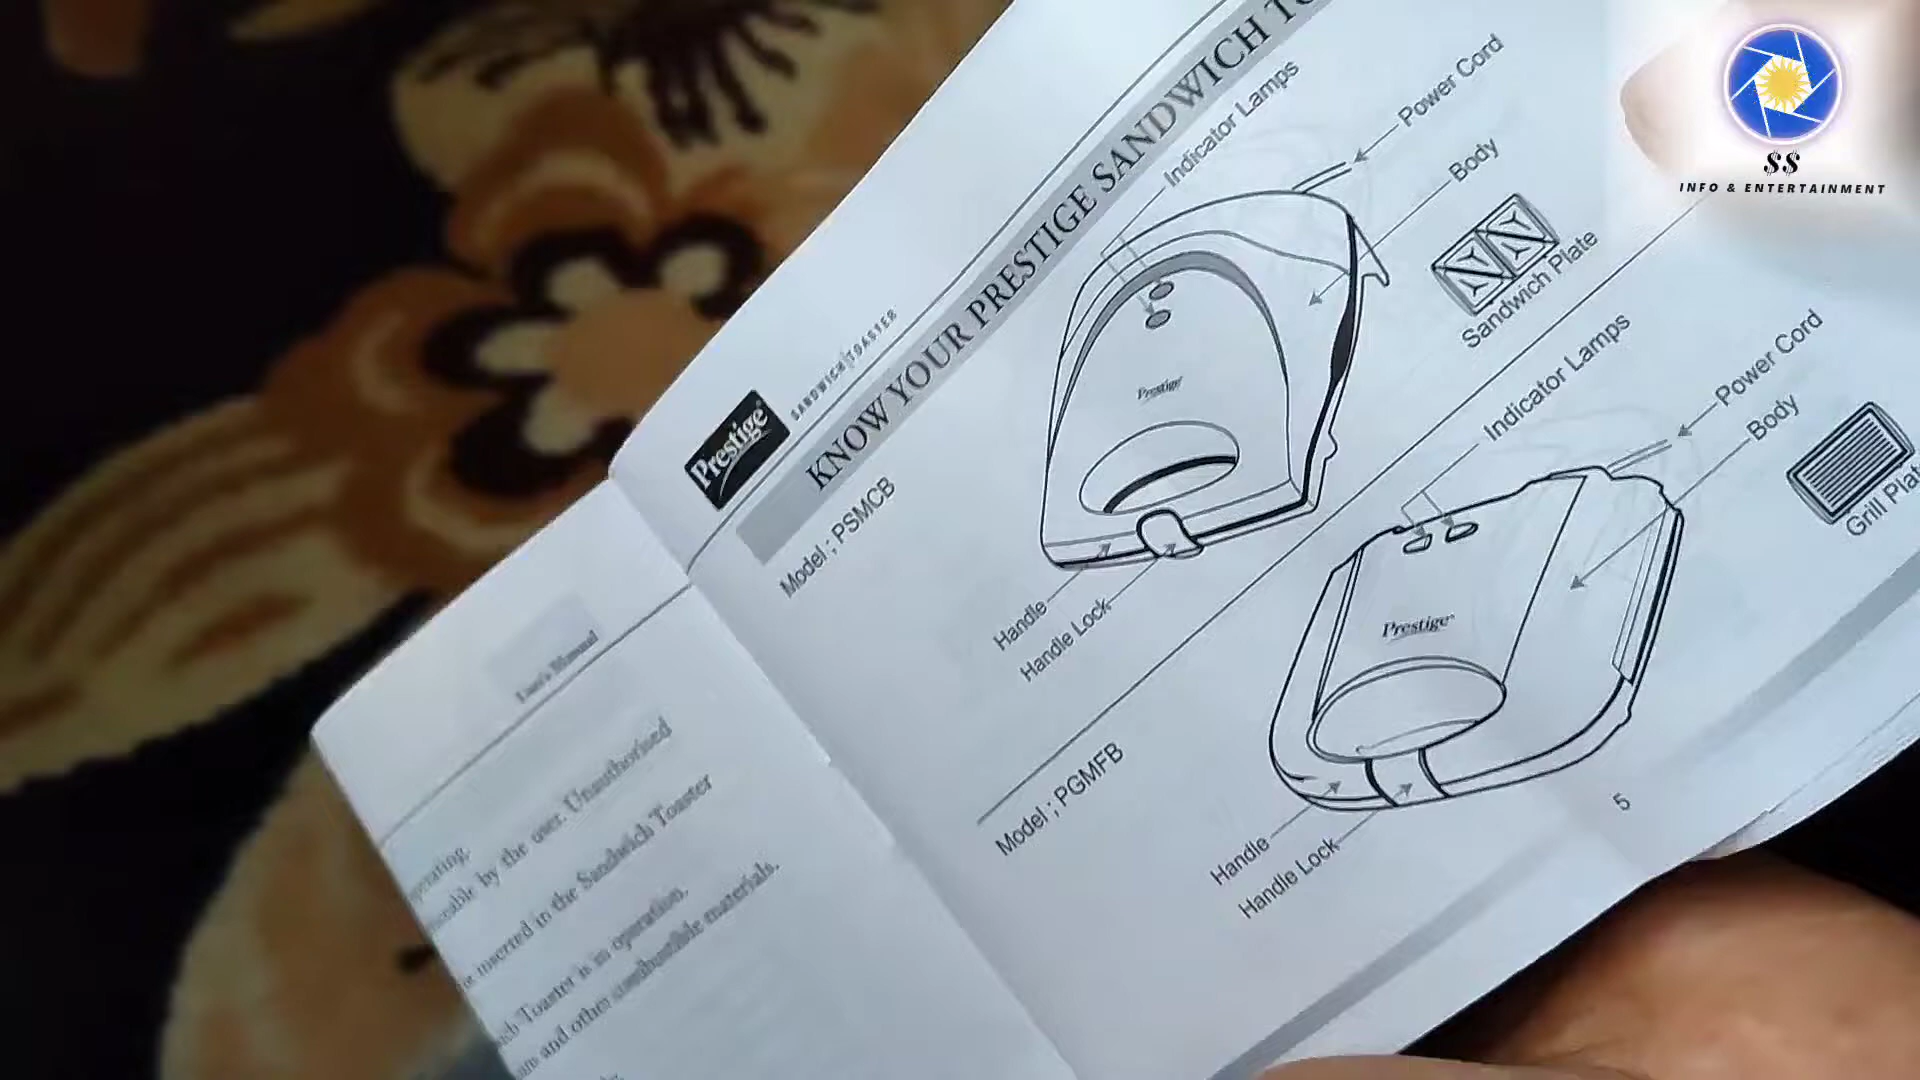 $$
INFO & ENTERTAINMENT
Prestige
SANDWICH TOASTER
KNOW YOUR PRESTIGE SANDWICH
Model ; PSMCB
Indicator Lamps
Power Cord
Body
Sandwich Plate
Prestige
Handle
Handle Lock
Model ; PGMFB
Indicator Lamps
Power Cord
Body
Grill
Prestige
Handle
Handle Lock
5
User's Manual
by the user. Unauthorised
inserted in the Sandwich Toaster
Toaster is in operation.
and other combustible materials.